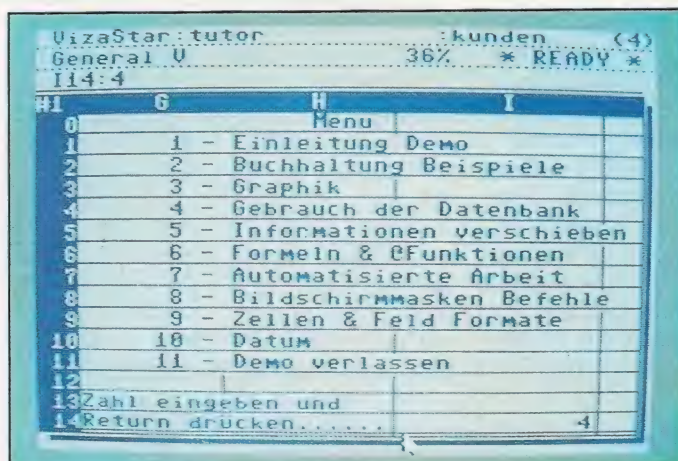 VizaStar:tutor :kunden (4)
General V 36% * READY *
I14:4
#1 G H I
0 Menu
1 1 - Einleitung Demo
2 2 - Buchhaltung Beispiele
3 3 - Graphik
4 4 - Gebrauch der Datenbank
5 5 - Informationen verschieben
6 6 - Formeln & @Funktionen
7 7 - Automatisierte Arbeit
8 8 - Bildschirmmasken Befehle
9 9 - Zellen & Feld Formate
10 10 - Datum
11 11 - Demo verlassen
12
13 Zahl eingeben und
14 Return drucken...... 4